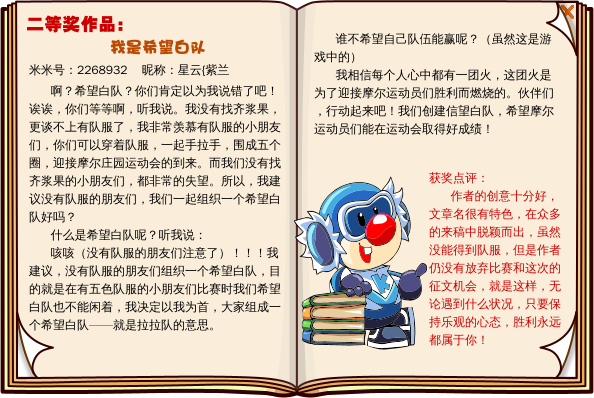 二等奖作品：
我是希望白队
米米号：2268932 昵称：星云(紫兰
啊？希望白队？你们肯定以为我说错了吧！
诶诶，你们等等啊，听我说。我没有找齐浆果，
更谈不上有队服了，我非常羡慕有队服的小朋友
们，你们可以穿着队服，一起手拉手，围成五个
圈，迎接摩尔庄园运动会的到来。而我们没有找
齐浆果的小朋友们，都非常的失望。所以，我建
议没有队服的朋友们，我们一起组织一个希望白
队好吗？
什么是希望白队呢？听我说：
咳咳（没有队服的朋友们注意了）！！！我
建议，没有队服的朋友们组织一个希望白队，目
的就是在有五色队服的小朋友们比赛时我们希望
白队也不能闲着，我决定以我为首，大家组成一
个希望白队——就是拉拉队的意思。
谁不希望自己队伍能赢呢？（虽然这是游
戏中的）
我相信每个人心中都有一团火，这团火是
为了迎接摩尔运动员们胜利而燃烧的。伙伴们
，行动起来吧！我们创建信望白队，希望摩尔
运动员们能在运动会取得好成绩！
获奖点评：
作者的创意十分好，
文章名很有特色，在众多
的来稿中脱颖而出，虽然
没能得到队服，但是作者
仍没有放弃比赛和这次的
征文机会，就是这样，无
论遇到什么状况，只要保
持乐观的心态，胜利永远
都属于你！